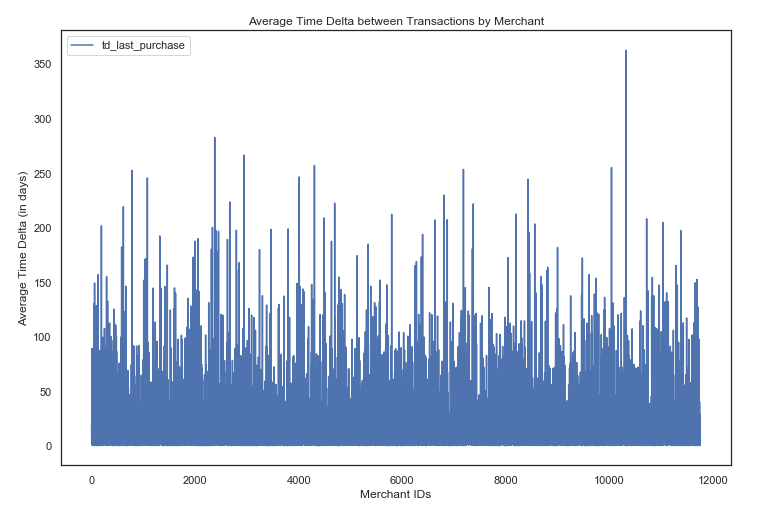 Average Time Delta between Transactions by Merchant
td_last_purchase
Average Time Delta (in days)
350
300
250
200
150
100
50
0
0 2000 4000 6000 8000 10000 12000
Merchant IDs